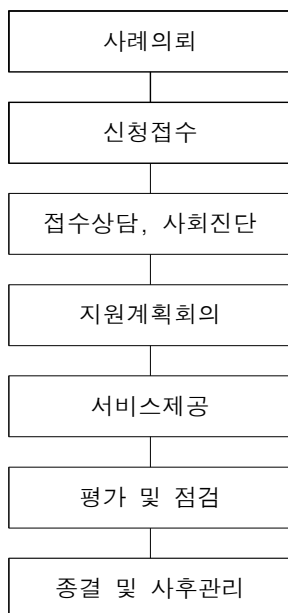 사례의뢰
신청접수
접수상담, 사회진단
지원계획회의
서비스제공
평가 및 점검
종결 및 사후관리